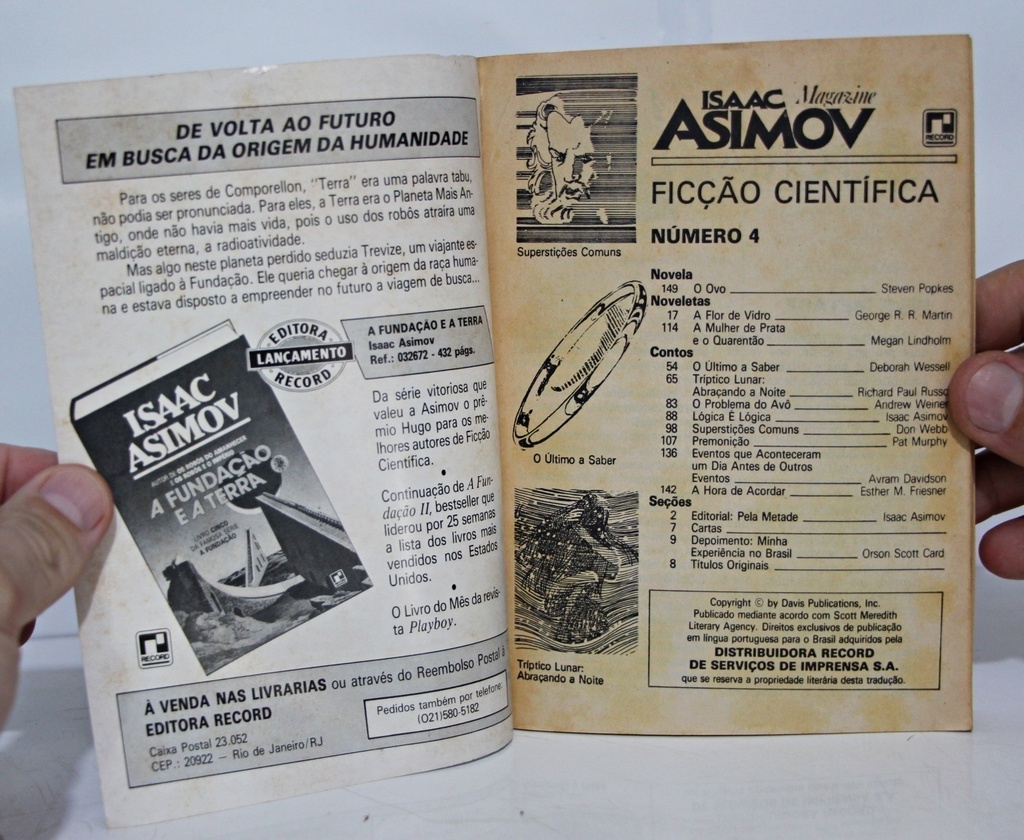 DE VOLTA AO FUTURO
EM BUSCA DA ORIGEM DA HUMANIDADE
Para os seres de Comporellon, "Terra" era uma palavra tabu,
não podia ser pronunciada. Para eles, a Terra era o Planeta Mais An-
tigo, onde não havia mais vida, pois o uso dos robôs atraíra uma
maldição eterna, a radioatividade.
Mas algo neste planeta perdido seduzia Trevize, um viajante es-
pacial ligado à Fundação. Ele queria chegar à origem da raça huma-
na e estava disposto a empreender no futuro a viagem de busca...
EDITORA
LANÇAMENTO
RECORD
A FUNDAÇÃO E A TERRA
Isaac Asimov
Ref.: 032672 - 432 págs.
ISAAC
ASIMOV
AUTOR DE OS ROBÔS DO AMANHECER
E OS ROBÔS E O IMPÉRIO
A FUNDAÇÃO
E A TERRA
LIVRO CINCO
DA FAMOSA SÉRIE
A FUNDAÇÃO
Da série vitoriosa que
valeu a Asimov o prê-
mio Hugo para os me-
lhores autores de Ficção
Científica.
•
Continuação de A Fun-
dação II, bestseller que
liderou por 25 semanas
a lista dos livros mais
vendidos nos Estados
Unidos.
•
O Livro do Mês da revis-
ta Playboy.
RECORD
À VENDA NAS LIVRARIAS ou através do Reembolso Postal à
EDITORA RECORD
Caixa Postal 23.052
CEP.: 20922 – Rio de Janeiro/RJ
Pedidos também por telefone:
(021)580-5182
ISAAC Magazine
ASIMOV
RECORD
FICÇÃO CIENTÍFICA
NÚMERO 4
Superstições Comuns
O Último a Saber
Tríptico Lunar:
Abraçando a Noite
Novela
149 O Ovo Steven Popkes
Noveletas
17 A Flor de Vidro George R. R. Martin
114 A Mulher de Prata
e o Quarentão Megan Lindholm
Contos
54 O Último a Saber Deborah Wessell
65 Tríptico Lunar:
Abraçando a Noite Richard Paul Russo
83 O Problema do Avô Andrew Weiner
88 Lógica É Lógica Isaac Asimov
98 Superstições Comuns Don Webb
107 Premonição Pat Murphy
136 Eventos que Aconteceram
um Dia Antes de Outros
Eventos Avram Davidson
142 A Hora de Acordar Esther M. Friesner
Seções
2 Editorial: Pela Metade Isaac Asimov
7 Cartas
9 Depoimento: Minha
Experiência no Brasil Orson Scott Card
8 Títulos Originais
Copyright © by Davis Publications, Inc.
Publicado mediante acordo com Scott Meredith
Literary Agency. Direitos exclusivos de publicação
em língua portuguesa para o Brasil adquiridos pela
DISTRIBUIDORA RECORD
DE SERVIÇOS DE IMPRENSA S.A.
que se reserva a propriedade literária desta tradução.